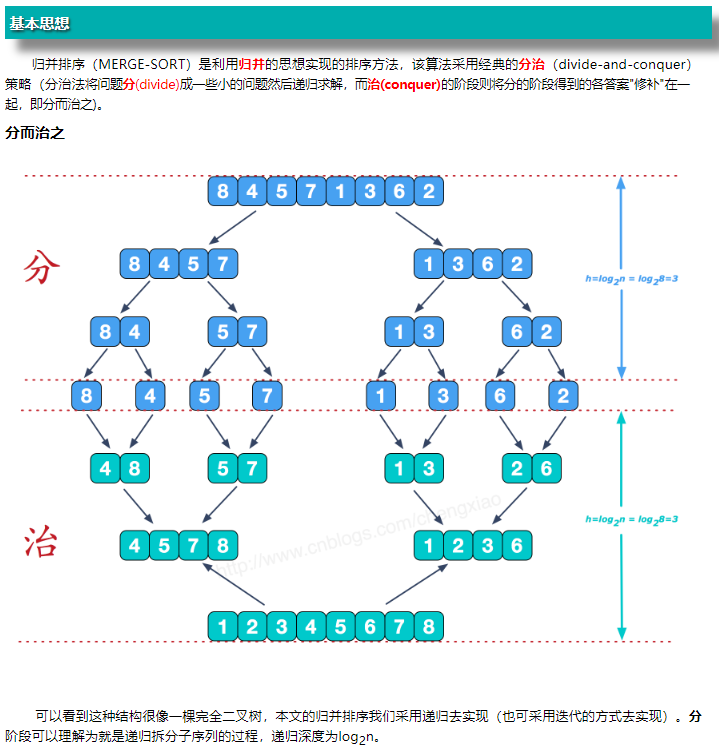 基本思想
归并排序（MERGE-SORT）是利用归并的思想实现的排序方法，该算法采用经典的分治（divide-and-conquer）
策略（分治法将问题分(divide)成一些小的问题然后递归求解，而治(conquer)的阶段则将分的阶段得到的各答案"修补"在一
起，即分而治之)。
分而治之
8 4 5 7 1 3 6 2
分
8 4 5 7 1 3 6 2
h=log2n = log28=3
8 4 5 7 1 3 6 2
8 4 5 7 1 3 6 2
4 8 5 7 1 3 2 6
http://www.cnblogs.com/chengxiao
h=log2n = log28=3
治
4 5 7 8 1 2 3 6
1 2 3 4 5 6 7 8
可以看到这种结构很像一棵完全二叉树，本文的归并排序我们采用递归去实现（也可采用迭代的方式去实现）。分
阶段可以理解为就是递归拆分子序列的过程，递归深度为log2n。